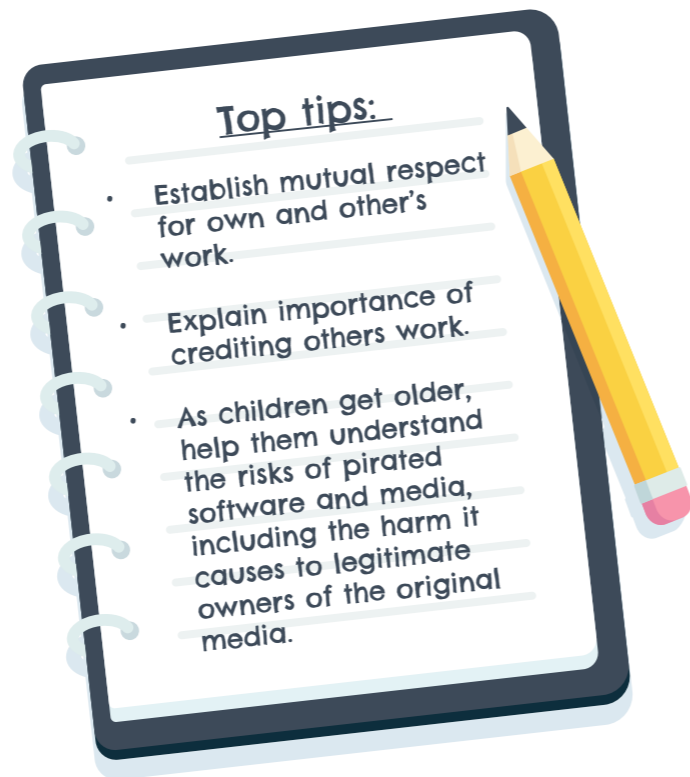 Top tips:
• Establish mutual respect
for own and other's
work.
• Explain importance of
crediting others work.
• As children get older,
help them understand
the risks of pirated
software and media,
including the harm it
causes to legitimate
owners of the original
media.